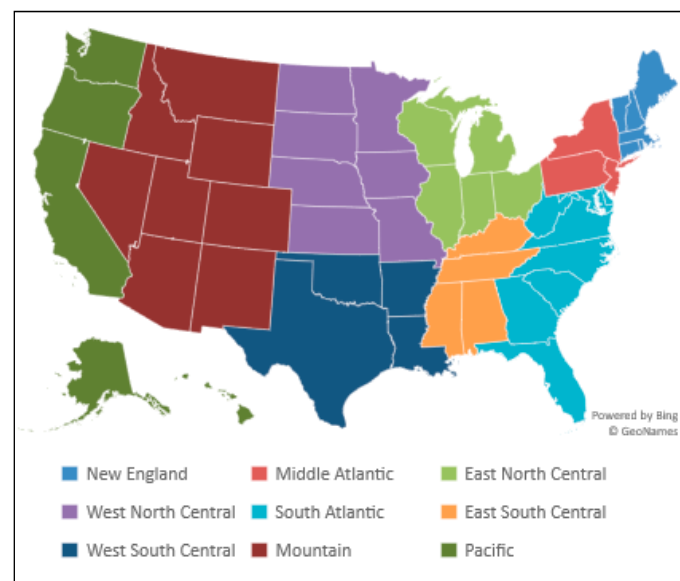 Powered by Bing
© GeoNames
New England
Middle Atlantic
East North Central
West North Central
South Atlantic
East South Central
West South Central
Mountain
Pacific